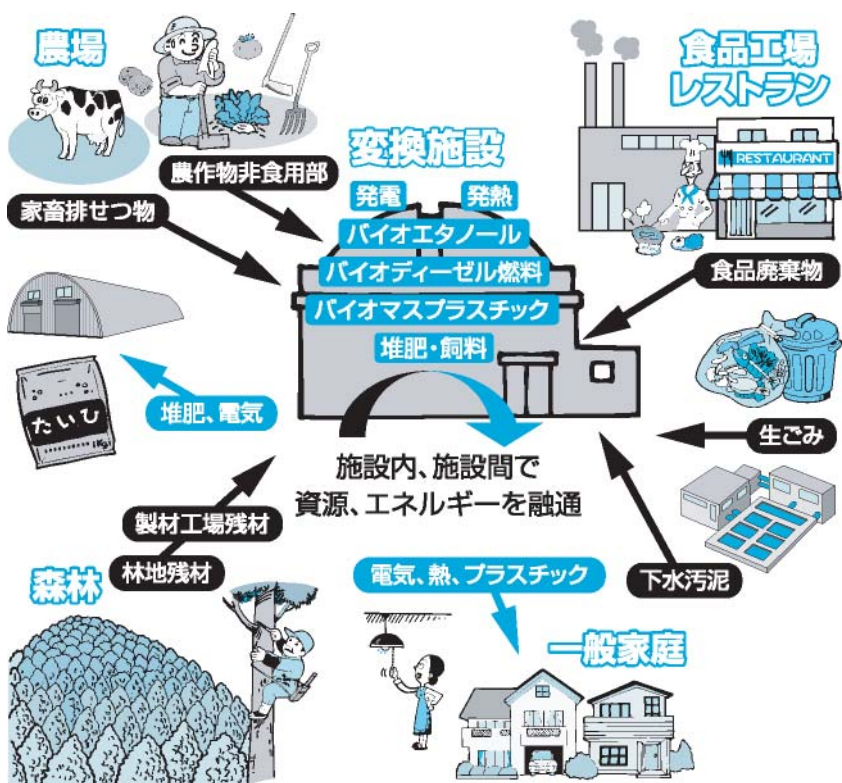 農場
食品工場
レストラン
変換施設
RESTAURANT
農作物非食用部
発電
発熱
家畜排せつ物
バイオエタノール
バイオディーゼル燃料
食品廃棄物
バイオマスプラスチック
堆肥・飼料
堆肥、電気
たいひ
生ごみ
施設内、施設間で
資源、エネルギーを融通
製材工場残材
林地残材
森林
電気、熱、プラスチック
下水汚泥
一般家庭